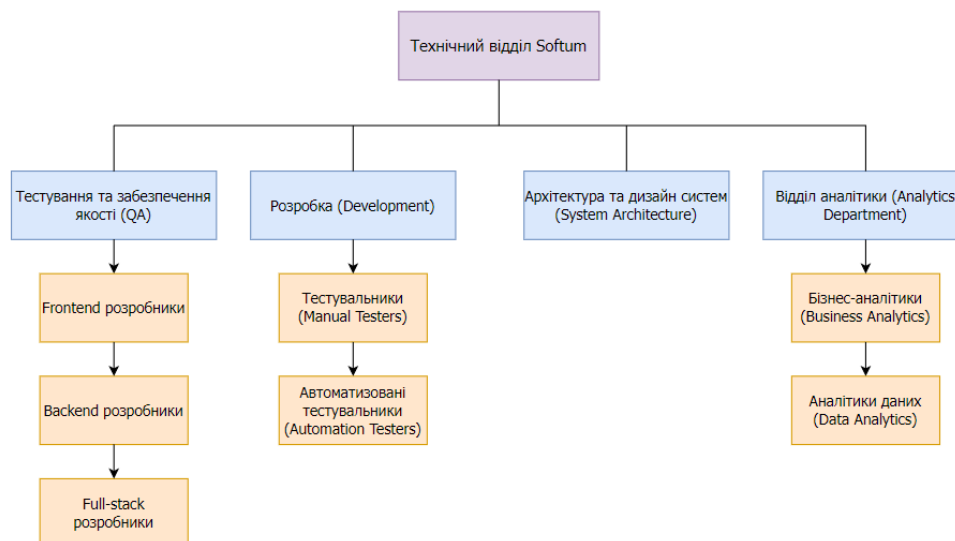 Технічний відділ Softum
Тестування та забезпечення
якості (QA)
Розробка (Development)
Архітектура та дизайн систем
(System Architecture)
Відділ аналітики (Analytics
Department)
Frontend розробники
Тестувальники
(Manual Testers)
Бізнес-аналітики
(Business Analytics)
Backend розробники
Автоматизовані
тестувальники
(Automation Testers)
Аналітики даних
(Data Analytics)
Full-stack
розробники